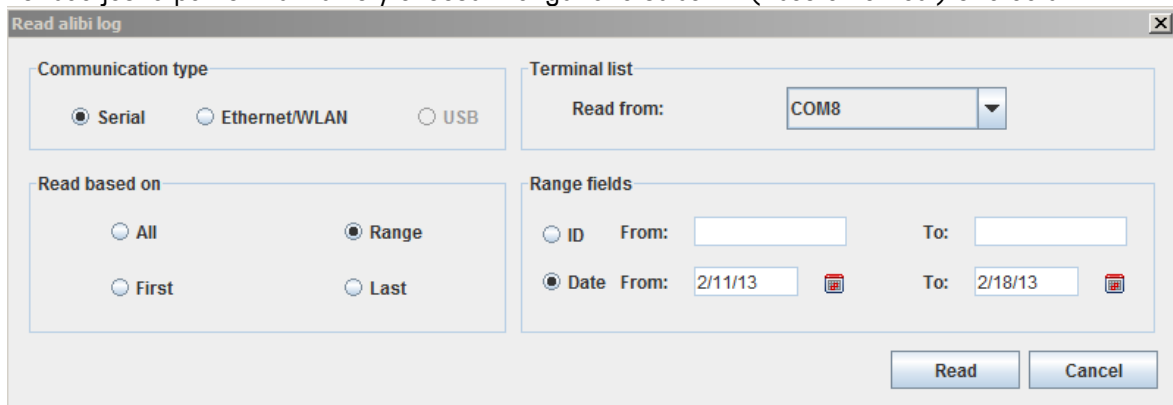 Read alibi log
Communication type
Serial
Ethernet/WLAN
USB
Terminal list
Read from:
COM8
Read based on
All
Range
First
Last
Range fields
ID From: To:
Date From: 2/11/13 To: 2/18/13
Read
Cancel